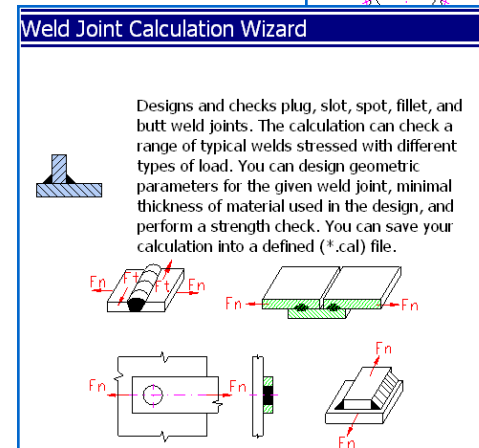 Weld Joint Calculation Wizard
Designs and checks plug, slot, spot, fillet, and
butt weld joints. The calculation can check a
range of typical welds stressed with different
types of load. You can design geometric
parameters for the given weld joint, minimal
thickness of material used in the design, and
perform a strength check. You can save your
calculation into a defined (*.cal) file.
Fn Ft Ft Fn
Fn Fn
Fn Fn
Fn
Fn